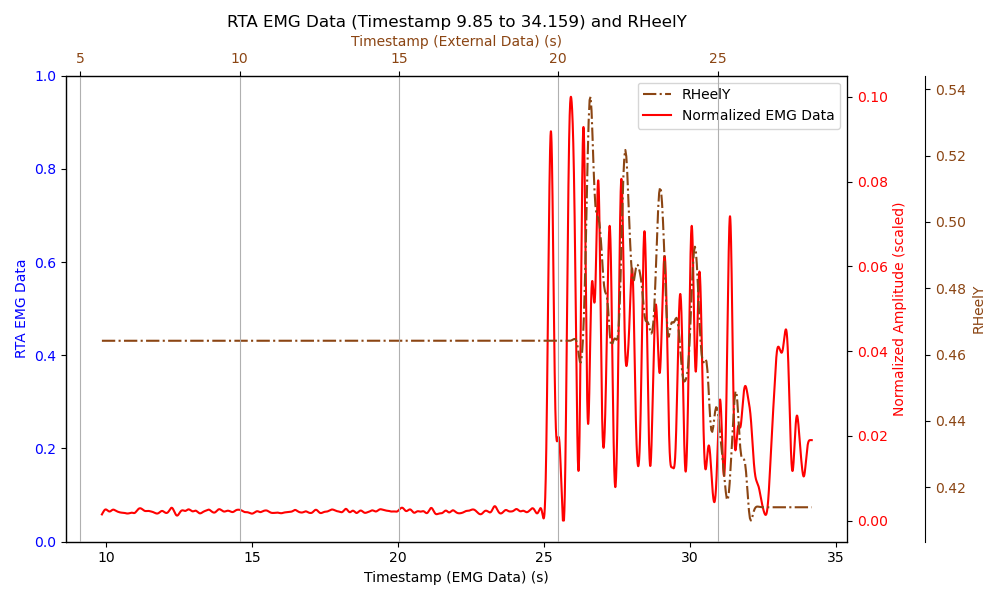 RTA EMG Data (Timestamp 9.85 to 34.159) and RHeelY
Timestamp (External Data) (s)
5 10 15 20 25
RHeelY
Normalized EMG Data
1.0
0.8
0.6
0.4
0.2
0.0
RTA EMG Data
0.10
0.08
0.06
0.04
0.02
0.00
Normalized Amplitude (scaled)
0.54
0.52
0.50
0.48
0.46
0.44
0.42
RHeelY
10 15 20 25 30 35
Timestamp (EMG Data) (s)